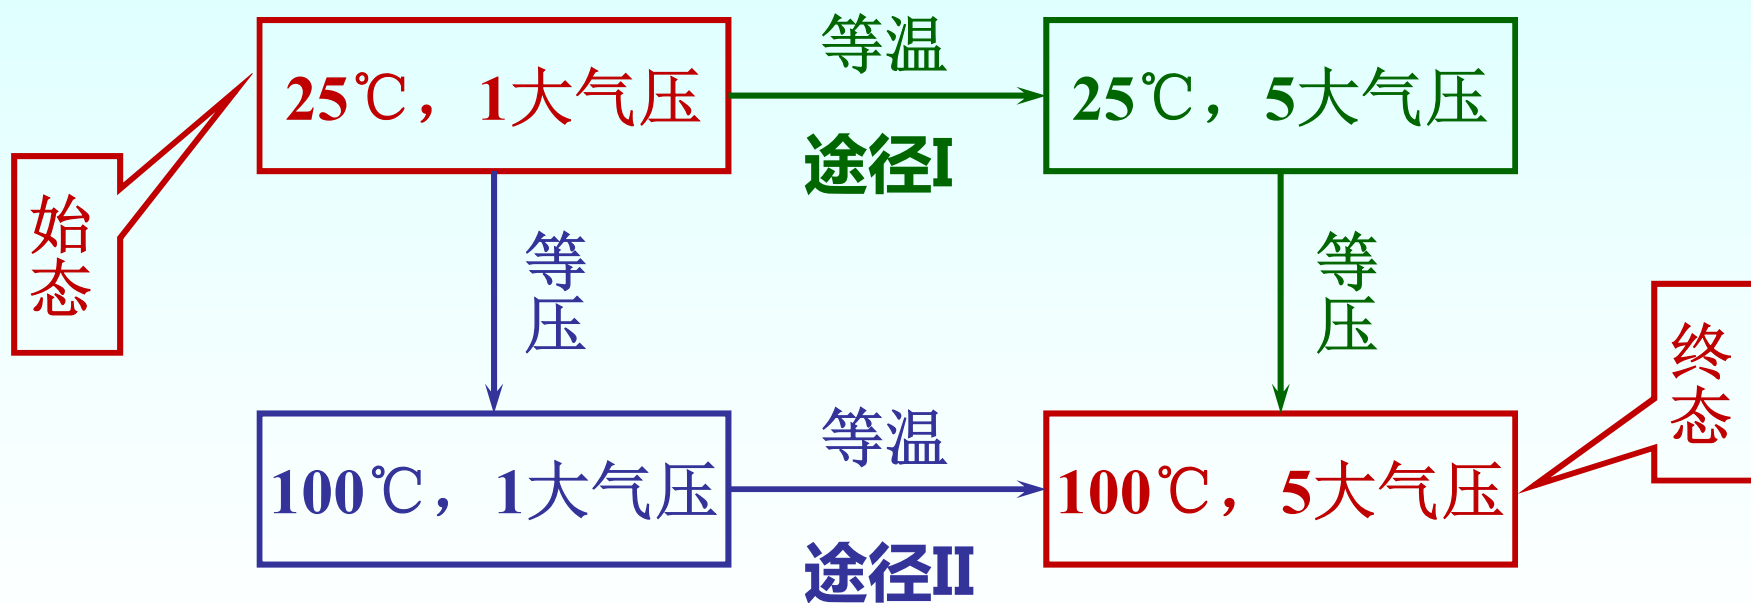 25℃，1大气压
等温
25℃，5大气压
途径I
始态
等压
等压
终态
100℃，1大气压
等温
100℃，5大气压
途径II